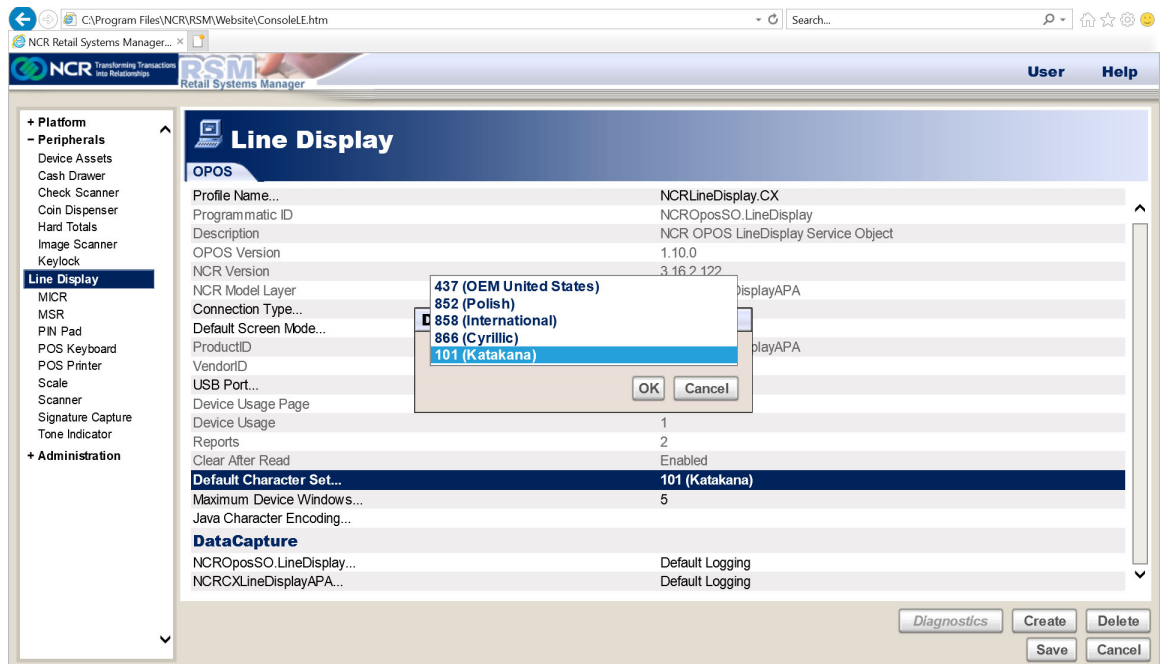 C:\Program Files\NCR\RSM\Website\ConsoleLE.htm
Search...
NCR Retail Systems Manager...
NCR Transforming Transactions into Relationships
RSM
Retail Systems Manager
User Help
+ Platform
− Peripherals
Device Assets
Cash Drawer
Check Scanner
Coin Dispenser
Hard Totals
Image Scanner
Keylock
Line Display
MICR
MSR
PIN Pad
POS Keyboard
POS Printer
Scale
Scanner
Signature Capture
Tone Indicator
+ Administration
Line Display
OPOS
Profile Name... NCRLineDisplay.CX
Programmatic ID NCROposSO.LineDisplay
Description NCR OPOS LineDisplay Service Object
OPOS Version 1.10.0
NCR Version 3.16.2.122
NCR Model Layer DisplayAPA
Connection Type...
Default Screen Mode...
ProductID playAPA
VendorID
USB Port...
Device Usage Page
Device Usage 1
Reports 2
Clear After Read Enabled
Default Character Set... 101 (Katakana)
Maximum Device Windows... 5
Java Character Encoding...
DataCapture
NCROposSO.LineDisplay... Default Logging
NCRCXLineDisplayAPA... Default Logging
437 (OEM United States)
852 (Polish)
858 (International)
866 (Cyrillic)
101 (Katakana)
OK Cancel
Diagnostics Create Delete
Save Cancel